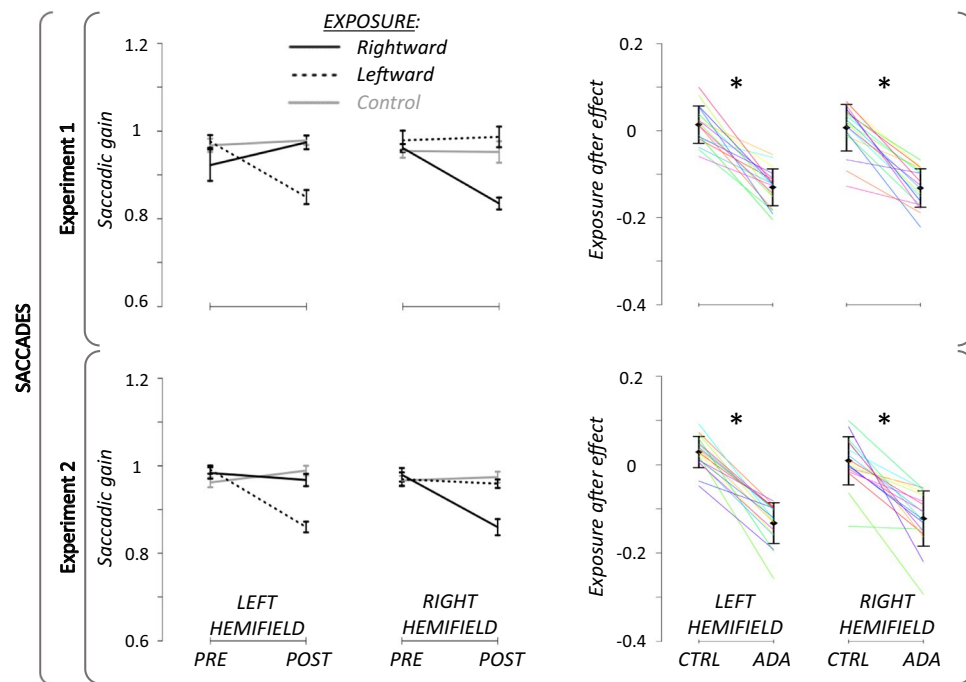 SACCADES
Experiment 1
Saccadic gain
1.2
1
0.8
0.6
EXPOSURE:
Rightward
Leftward
Control
Exposure after effect
0.2
0
-0.2
-0.4
*
*
Experiment 2
Saccadic gain
1.2
1
0.8
0.6
LEFT
HEMIFIELD
RIGHT
HEMIFIELD
PRE
POST
PRE
POST
Exposure after effect
0.2
0
-0.2
-0.4
*
*
LEFT
HEMIFIELD
RIGHT
HEMIFIELD
CTRL
ADA
CTRL
ADA